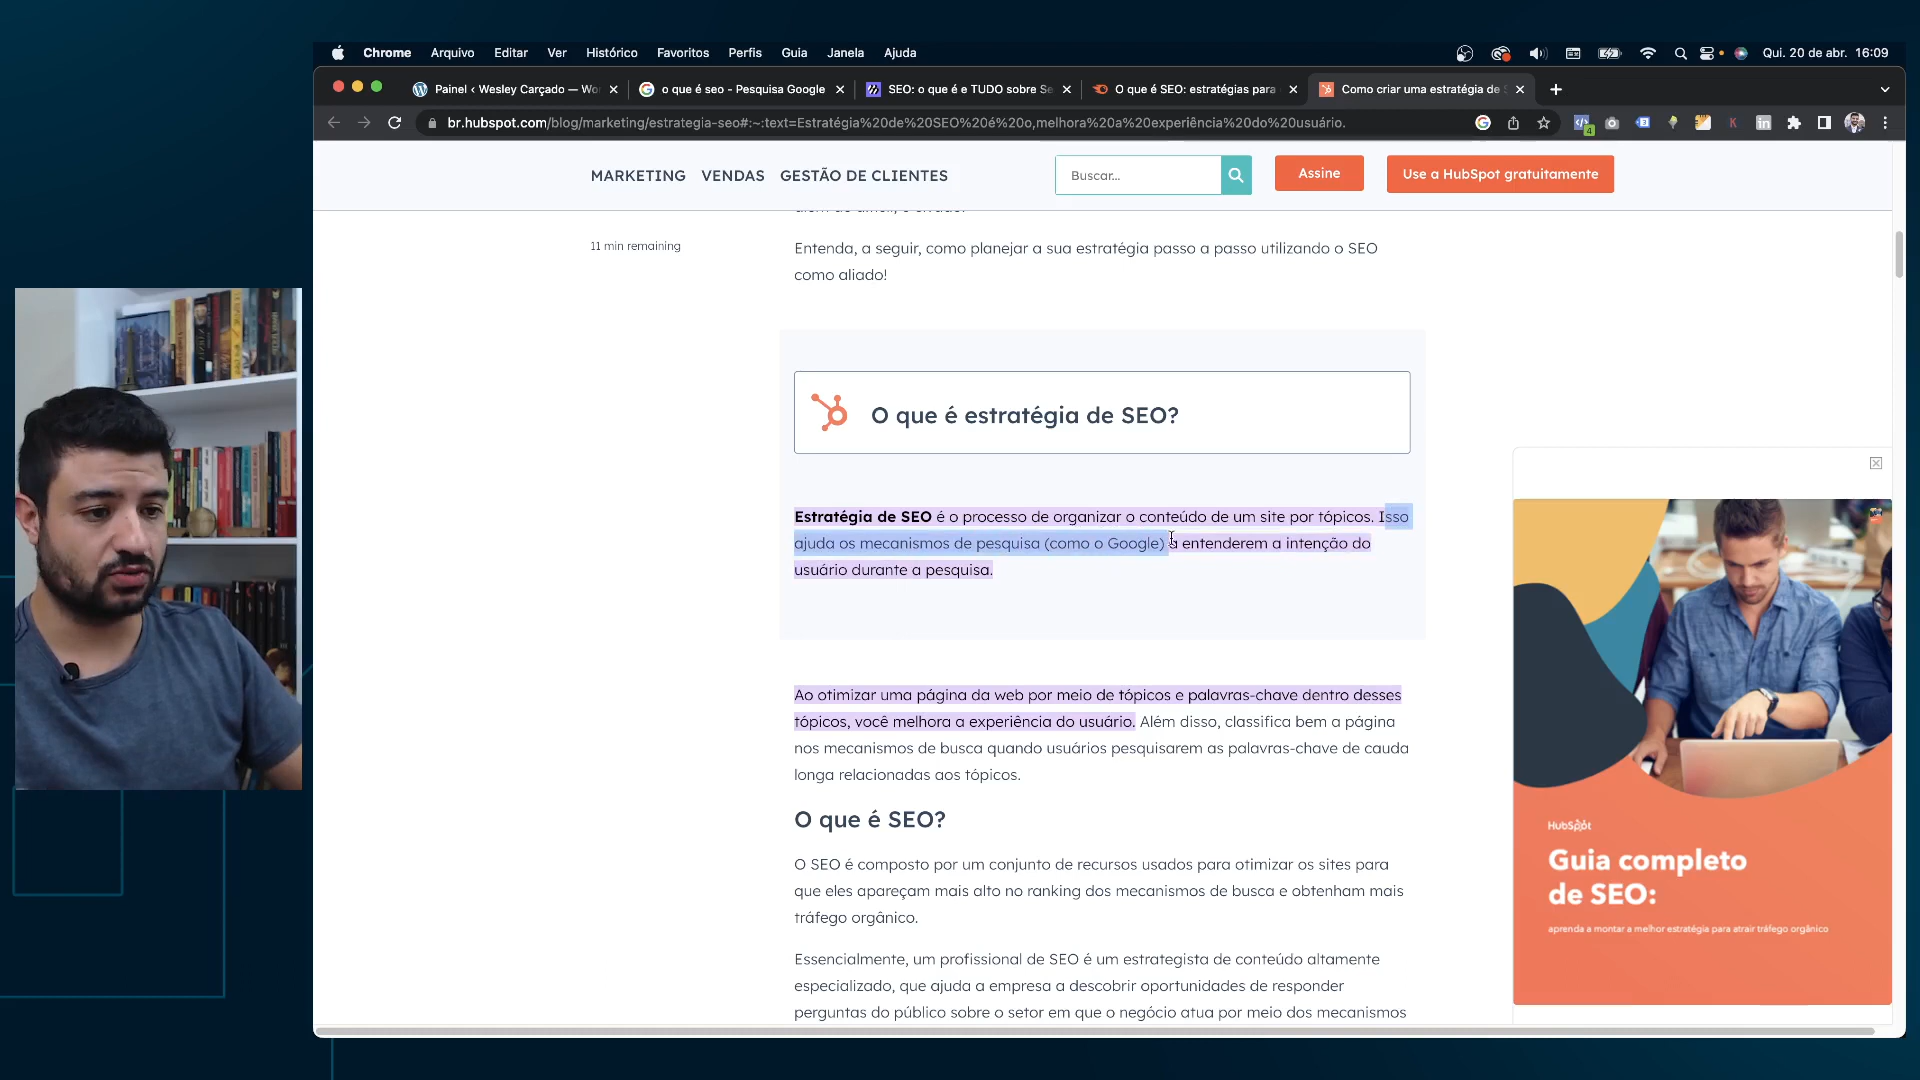 Chrome Arquivo Editar Ver Histórico Favoritos Perfis Guia Janela Ajuda
Qui. 20 de abr. 16:09
Painel ‹ Wesley Carçado — Wo
o que é seo - Pesquisa Google
SEO: o que é e TUDO sobre Se
O que é SEO: estratégias para
Como criar uma estratégia de S
br.hubspot.com/blog/marketing/estrategia-seo#:~:text=Estratégia%20de%20SEO%20é%20o,melhora%20a%20experiência%20do%20usuário.
4
MARKETING VENDAS GESTÃO DE CLIENTES
Buscar...
Assine
Use a HubSpot gratuitamente
11 min remaining
Entenda, a seguir, como planejar a sua estratégia passo a passo utilizando o SEO
como aliado!
O que é estratégia de SEO?
Estratégia de SEO é o processo de organizar o conteúdo de um site por tópicos. Isso
ajuda os mecanismos de pesquisa (como o Google) a entenderem a intenção do
usuário durante a pesquisa.
Ao otimizar uma página da web por meio de tópicos e palavras-chave dentro desses
tópicos, você melhora a experiência do usuário. Além disso, classifica bem a página
nos mecanismos de busca quando usuários pesquisarem as palavras-chave de cauda
longa relacionadas aos tópicos.
O que é SEO?
O SEO é composto por um conjunto de recursos usados para otimizar os sites para
que eles apareçam mais alto no ranking dos mecanismos de busca e obtenham mais
tráfego orgânico.
Essencialmente, um profissional de SEO é um estrategista de conteúdo altamente
especializado, que ajuda a empresa a descobrir oportunidades de responder
perguntas do público sobre o setor em que o negócio atua por meio dos mecanismos
HubSpot
Guia completo
de SEO:
aprenda a montar a melhor estratégia para atrair tráfego orgânico